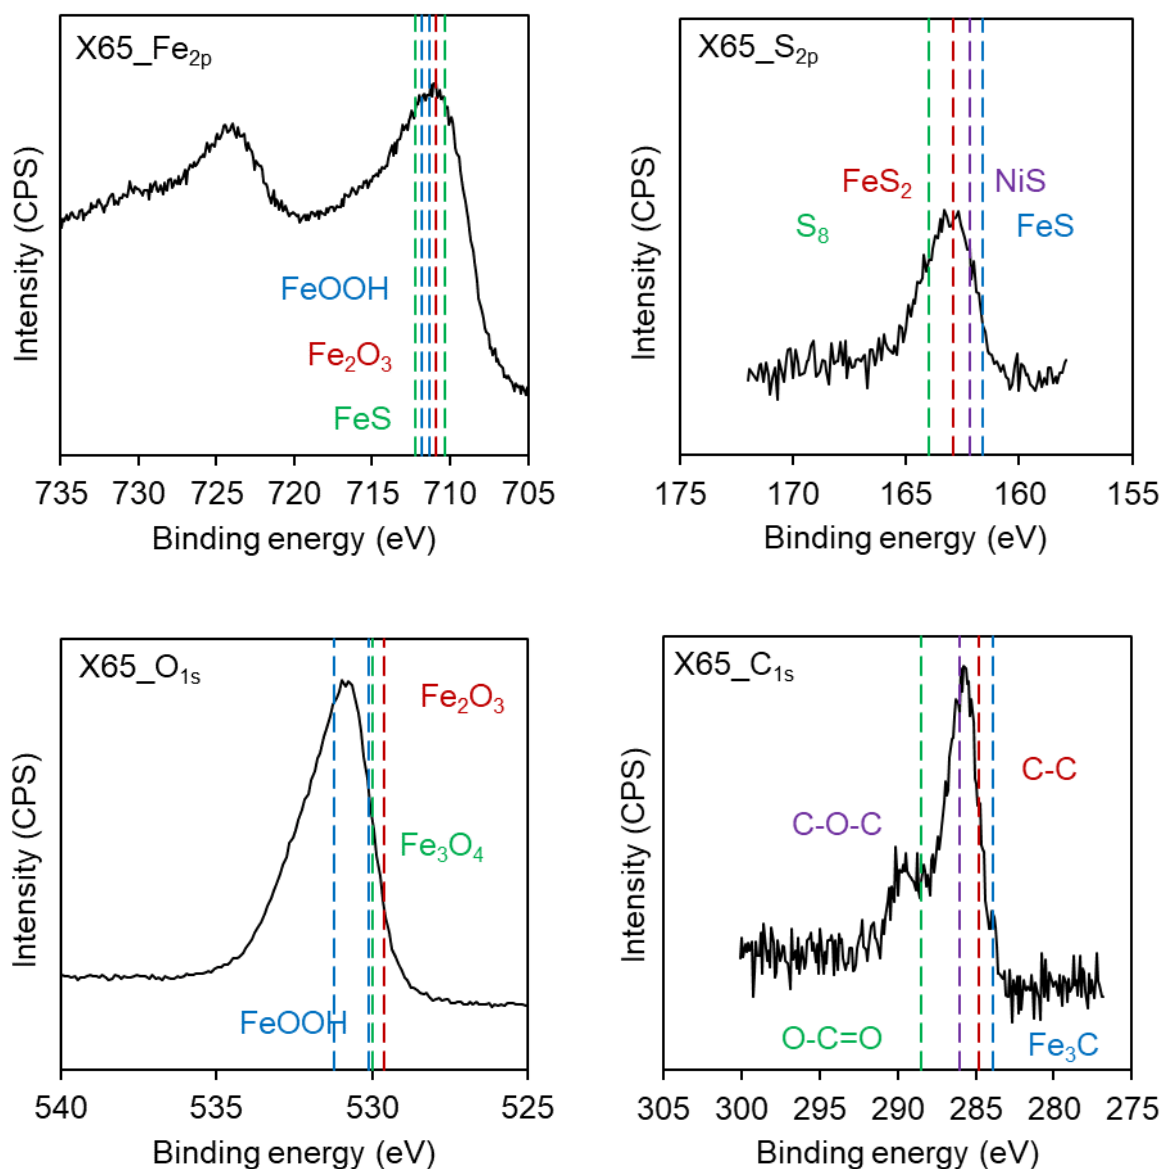 X65_Fe₂ₚ
Intensity (CPS)
FeOOH
Fe₂O₃
FeS
735 730 724 720 715 710 705
Binding energy (eV)
X65_S₂ₚ
Intensity (CPS)
FeS₂
NiS
S₈
FeS
175 170 165 160 155
Binding energy (eV)
X65_O₁ₛ
Intensity (CPS)
Fe₂O₃
Fe₃O₄
FeOOH
540 535 530 525
Binding energy (eV)
X65_C₁ₛ
Intensity (CPS)
C-C
C-O-C
O-C=O
Fe₃C
305 300 295 290 285 280 275
Binding energy (eV)